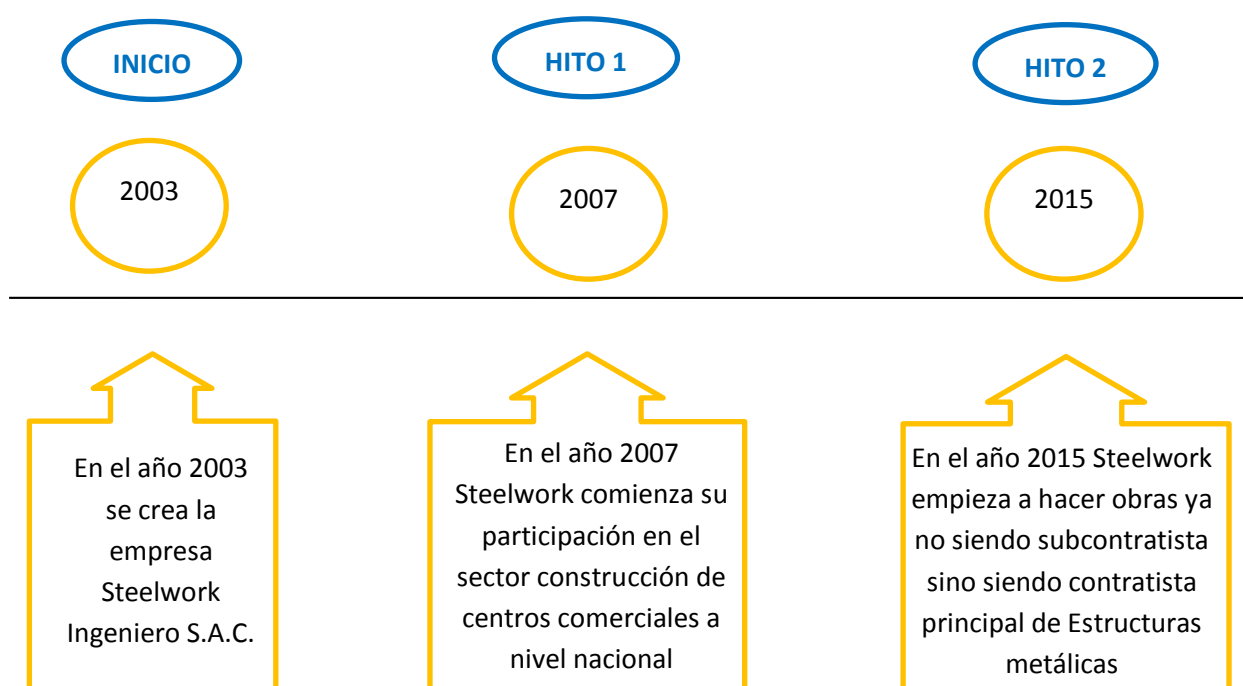 INICIO
HITO 1
HITO 2
2003
2007
2015
En el año 2003
se crea la
empresa
Steelwork
Ingeniero S.A.C.
En el año 2007
Steelwork comienza su
participación en el
sector construcción de
centros comerciales a
nivel nacional
En el año 2015 Steelwork
empieza a hacer obras ya
no siendo subcontratista
sino siendo contratista
principal de Estructuras
metálicas